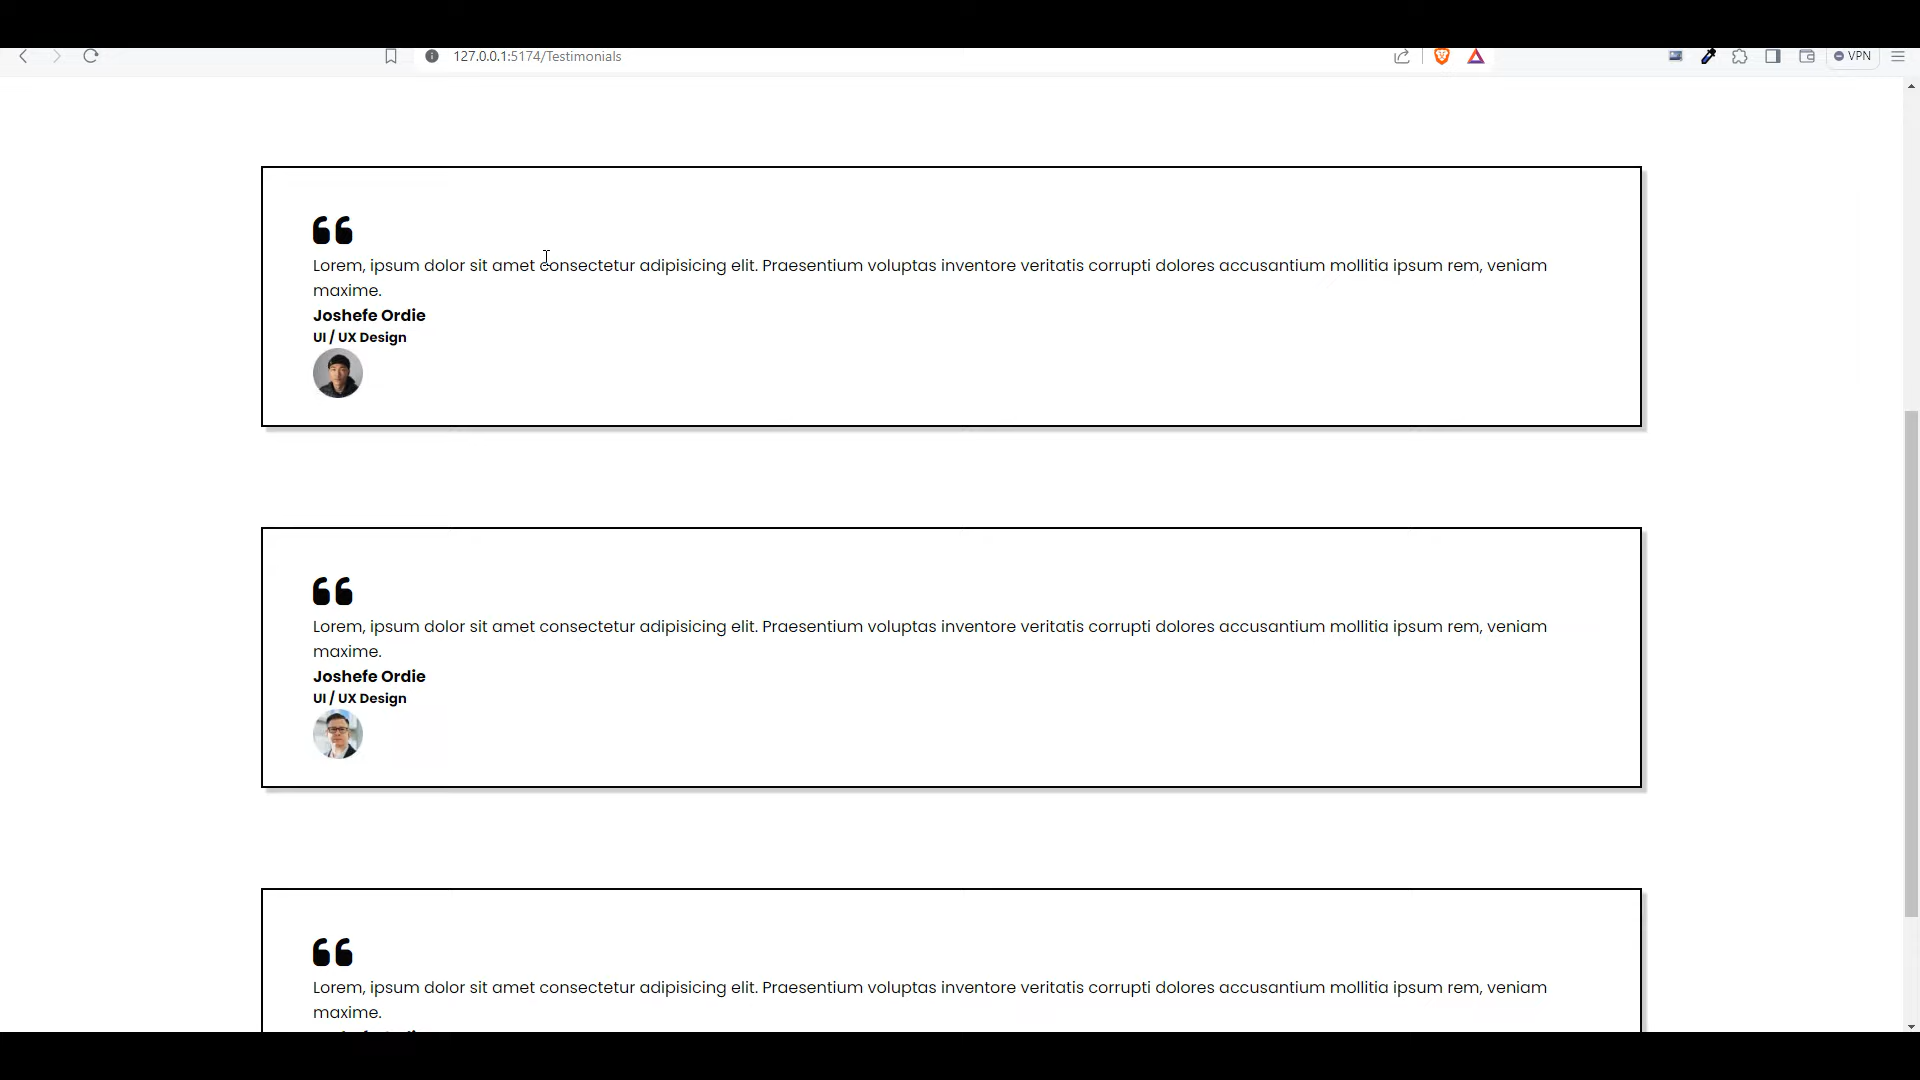 127.0.0.1:5174/Testimonials
VPN
Lorem, ipsum dolor sit amet consectetur adipisicing elit. Praesentium voluptas inventore veritatis corrupti dolores accusantium mollitia ipsum rem, veniam
maxime.
Joshefe Ordie
UI / UX Design
Lorem, ipsum dolor sit amet consectetur adipisicing elit. Praesentium voluptas inventore veritatis corrupti dolores accusantium mollitia ipsum rem, veniam
maxime.
Joshefe Ordie
UI / UX Design
Lorem, ipsum dolor sit amet consectetur adipisicing elit. Praesentium voluptas inventore veritatis corrupti dolores accusantium mollitia ipsum rem, veniam
maxime.